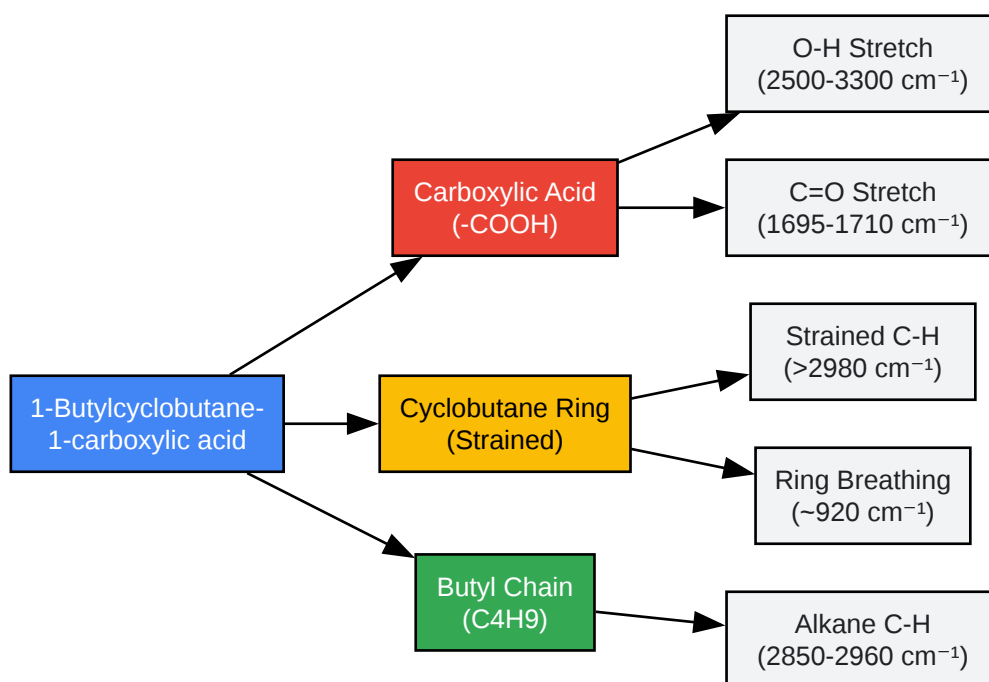 O-H Stretch
(2500-3300 cm⁻¹)
Carboxylic Acid
(-COOH)
C=O Stretch
(1695-1710 cm⁻¹)
Strained C-H
(>2980 cm⁻¹)
1-Butylcyclobutane-
1-carboxylic acid
Cyclobutane Ring
(Strained)
Ring Breathing
(~920 cm⁻¹)
Butyl Chain
(C4H9)
Alkane C-H
(2850-2960 cm⁻¹)